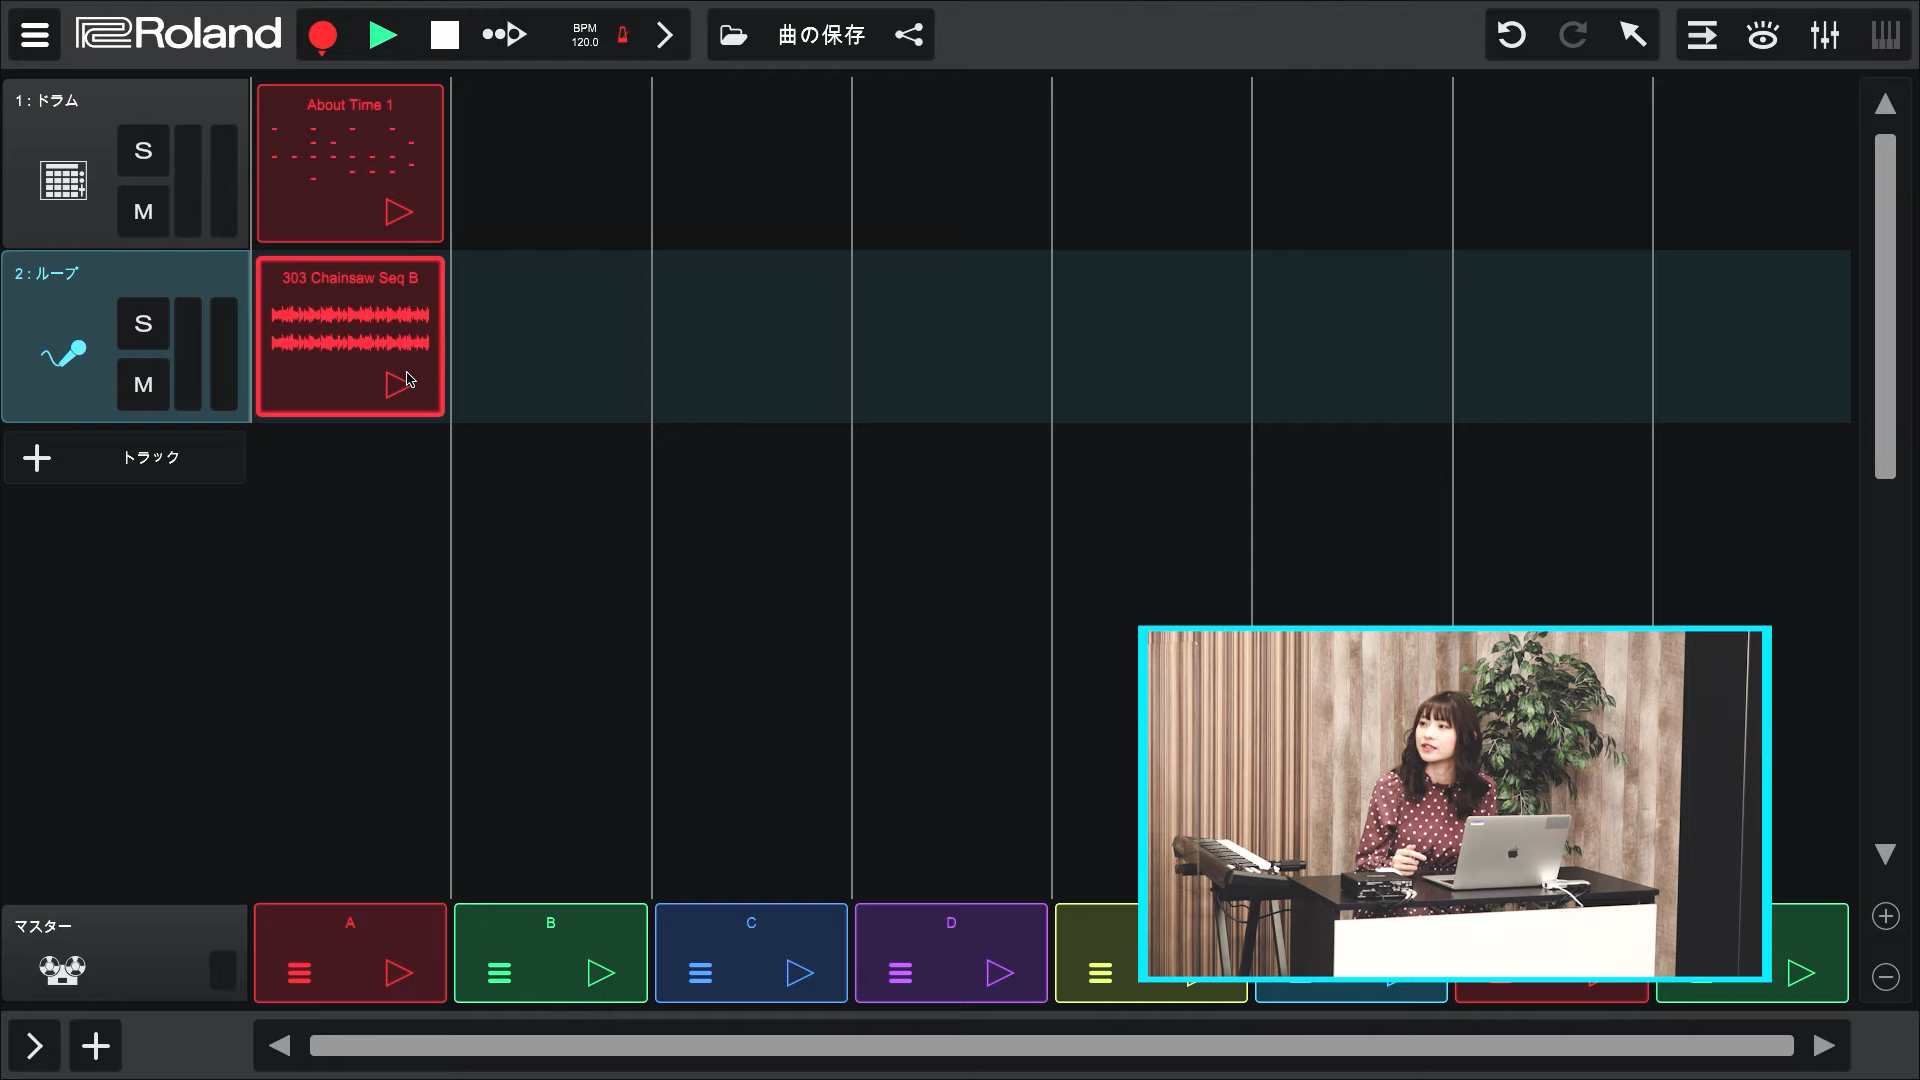 Roland
BPM
120.0
曲の保存
1 : ドラム
S
M
About Time 1
2 : ループ
S
M
303 Chainsaw Seq B
トラック
マスター
A
B
C
D